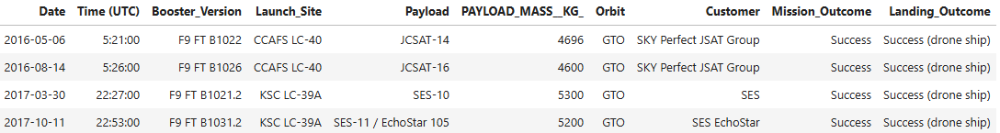 Date Time (UTC) Booster_Version Launch_Site Payload PAYLOAD_MASS__KG_ Orbit Customer Mission_Outcome Landing_Outcome
2016-05-06 5:21:00 F9 FT B1022 CCAFS LC-40 JCSAT-14 4696 GTO SKY Perfect JSAT Group Success Success (drone ship)
2016-08-14 5:26:00 F9 FT B1026 CCAFS LC-40 JCSAT-16 4600 GTO SKY Perfect JSAT Group Success Success (drone ship)
2017-03-30 22:27:00 F9 FT B1021.2 KSC LC-39A SES-10 5300 GTO SES Success Success (drone ship)
2017-10-11 22:53:00 F9 FT B1031.2 KSC LC-39A SES-11 / EchoStar 105 5200 GTO SES EchoStar Success Success (drone ship)